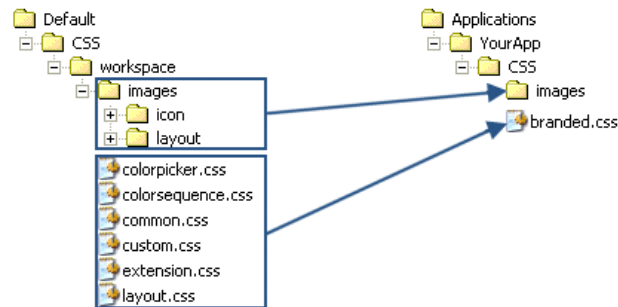 Default
CSS
workspace
images
icon
layout
colorpicker.css
colorsequence.css
common.css
custom.css
extension.css
layout.css
Applications
YourApp
CSS
images
branded.css